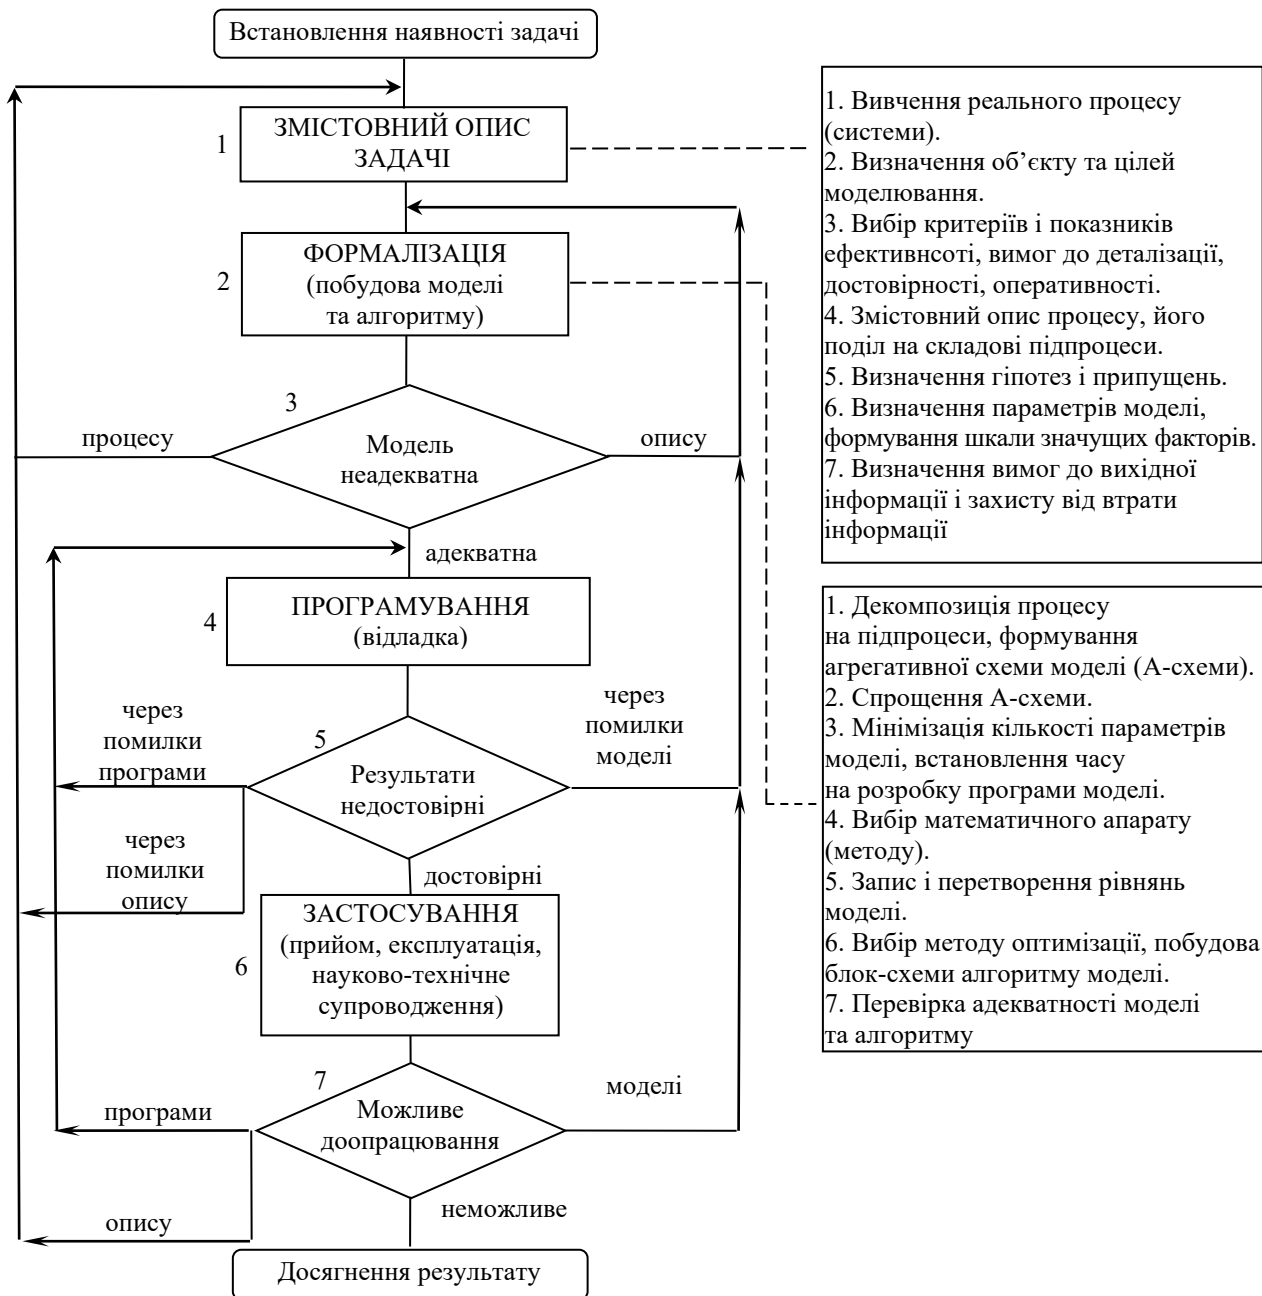 Встановлення наявності задачі
1
ЗМІСТОВНИЙ ОПИС
ЗАДАЧІ
2
ФОРМАЛІЗАЦІЯ
(побудова моделі
та алгоритму)
3
процесу
Модель
неадекватна
опису
адекватна
4
ПРОГРАМУВАННЯ
(відладка)
через
помилки
програми
5
Результати
недостовірні
через
помилки
моделі
через
помилки
опису
достовірні
6
ЗАСТОСУВАННЯ
(прийом, експлуатація,
науково-технічне
супроводження)
7
програми
Можливе
доопрацювання
моделі
опису
неможливе
Досягнення результату
1. Вивчення реального процесу
(системи).
2. Визначення об’єкту та цілей
моделювання.
3. Вибір критеріїв і показників
ефективнсоті, вимог до деталізації,
достовірності, оперативності.
4. Змістовний опис процесу, його
поділ на складові підпроцеси.
5. Визначення гіпотез і припущень.
6. Визначення параметрів моделі,
формування шкали значущих факторів.
7. Визначення вимог до вихідної
інформації і захисту від втрати
інформації
1. Декомпозиція процесу
на підпроцеси, формування
агрегативної схеми моделі (А-схеми).
2. Спрощення А-схеми.
3. Мінімізація кількості параметрів
моделі, встановлення часу
на розробку програми моделі.
4. Вибір математичного апарату
(методу).
5. Запис і перетворення рівнянь
моделі.
6. Вибір методу оптимізації, побудова
блок-схеми алгоритму моделі.
7. Перевірка адекватності моделі
та алгоритму